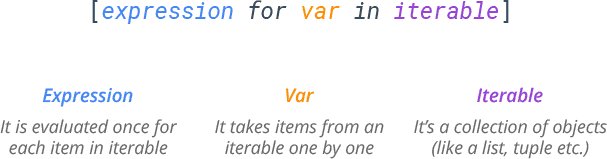 [expression for var in iterable]
Expression
It is evaluated once for
each item in iterable
Var
It takes items from an
iterable one by one
Iterable
It’s a collection of objects
(like a list, tuple etc.)